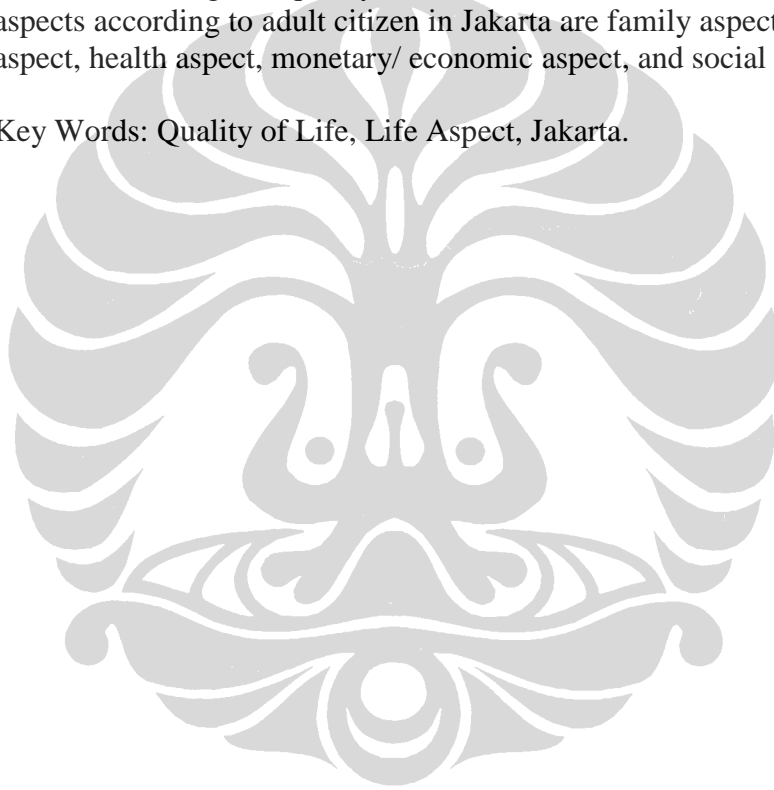 aspects according to adult citizen in Jakarta are family aspect
aspect, health aspect, monetary/ economic aspect, and social
Key Words: Quality of Life, Life Aspect, Jakarta.